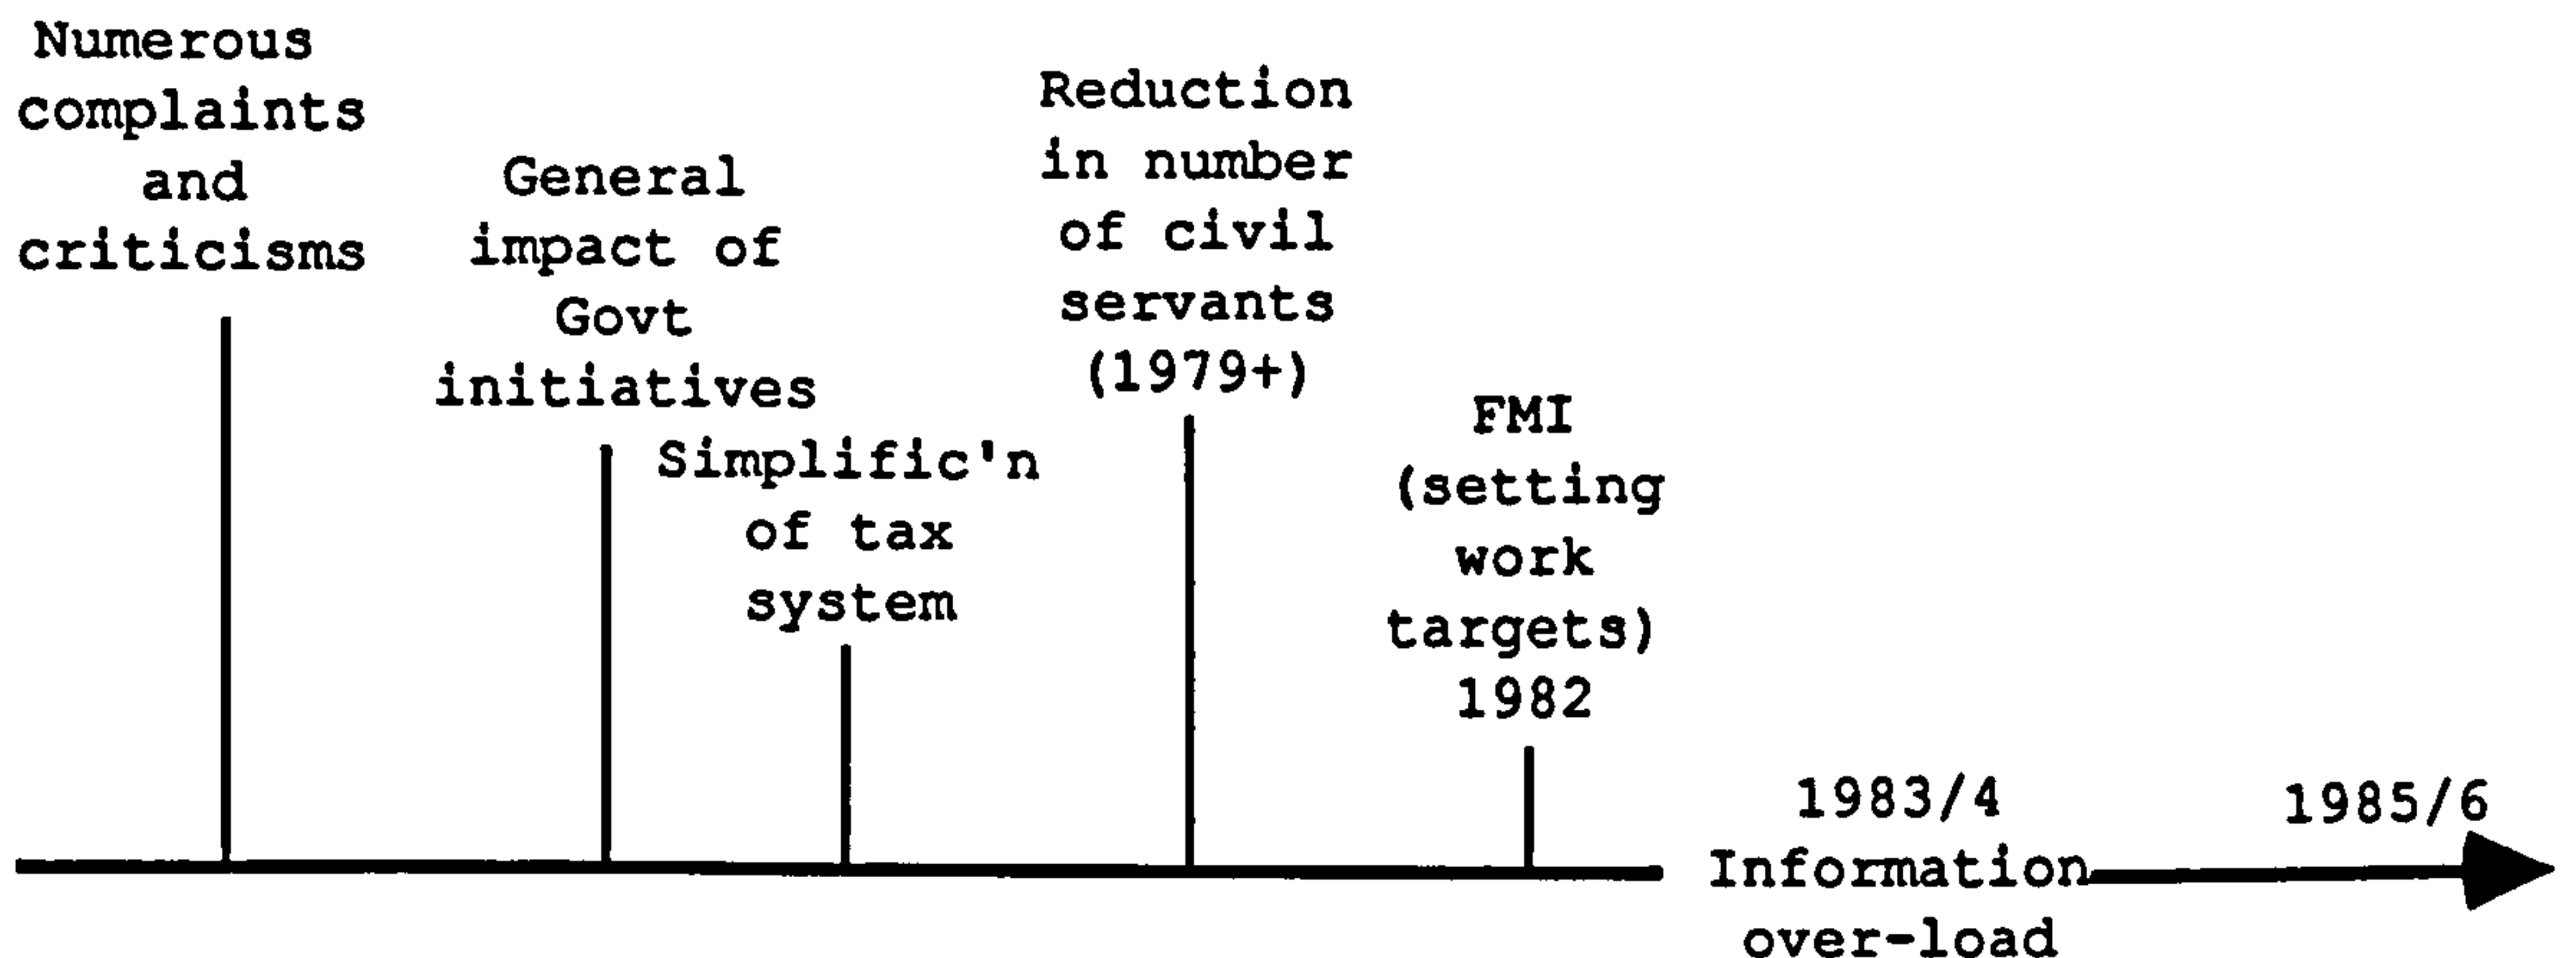 Numerous
complaints
and
criticisms
General
impact of
Govt
initiatives
Simplific'n
of tax
system
Reduction
in number
of civil
servants
(1979+)
FMI
(setting
work
targets)
1982
1983/4
Information
over-load
1985/6